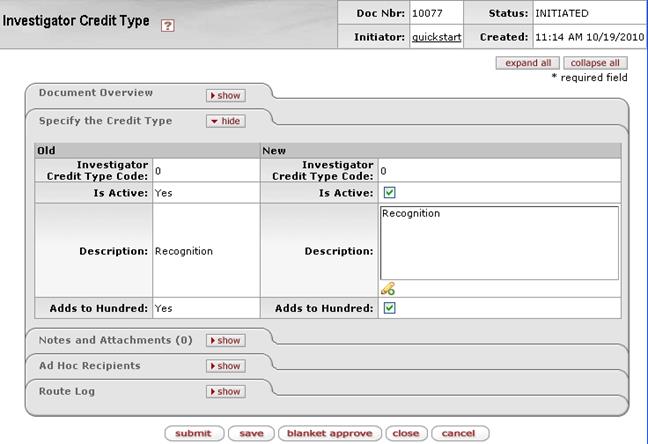 Investigator Credit Type ?
Doc Nbr: 10077 Status: INITIATED
Initiator: quickstart Created: 11:14 AM 10/19/2010
expand all collapse all
* required field
Document Overview show
Specify the Credit Type hide
Old New
Investigator Credit Type Code: 0 Investigator Credit Type Code: 0
Is Active: Yes Is Active:
Recognition
Description: Recognition Description:
Adds to Hundred: Yes Adds to Hundred:
Notes and Attachments (0) show
Ad Hoc Recipients show
Route Log show
submit save blanket approve close cancel